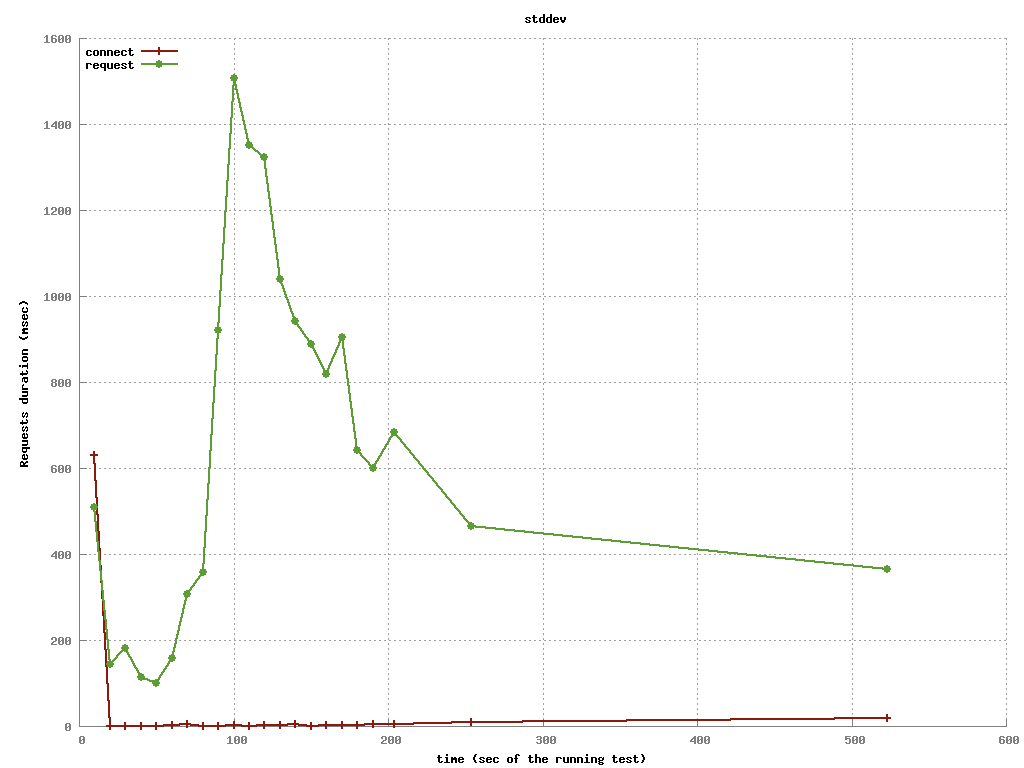 stddev
1600
connect
request
1400
1200
1000
Requests duration (msec)
800
600
400
200
0
0 100 200 300 400 500 600
time (sec of the running test)